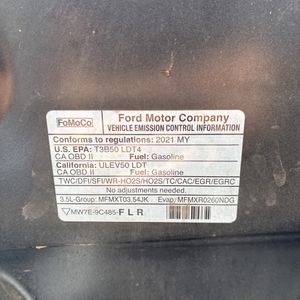 FoMoCo
Ford Motor Company
VEHICLE EMISSION CONTROL INFORMATION
Conforms to regulations: 2021 MY
U.S. EPA: T3B50 LDT4
CA OBD II Fuel: Gasoline
California: ULEV50 LDT
CA OBD II Fuel: Gasoline
TWC/DFI/SFI/WR-HO2S/HO2S/TC/CAC/EGR/EGRC
No adjustments needed.
3.5L-Group: MFMXT03.54JK Evap: MFMXR0260NDG
MW7E-9C485-FLR